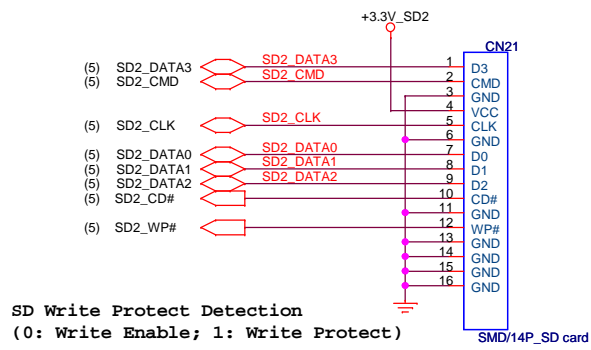 +3.3V_SD2
CN21
(5) SD2_DATA3 SD2_DATA3 1 D3
(5) SD2_CMD SD2_CMD 2 CMD
3 GND
4 VCC
(5) SD2_CLK SD2_CLK 5 CLK
6 GND
(5) SD2_DATA0 SD2_DATA0 7 D0
(5) SD2_DATA1 SD2_DATA1 8 D1
(5) SD2_DATA2 SD2_DATA2 9 D2
(5) SD2_CD# 10 CD#
11 GND
(5) SD2_WP# 12 WP#
13 GND
14 GND
15 GND
16 GND
SD Write Protect Detection
(0: Write Enable; 1: Write Protect)
SMD/14P_SD card